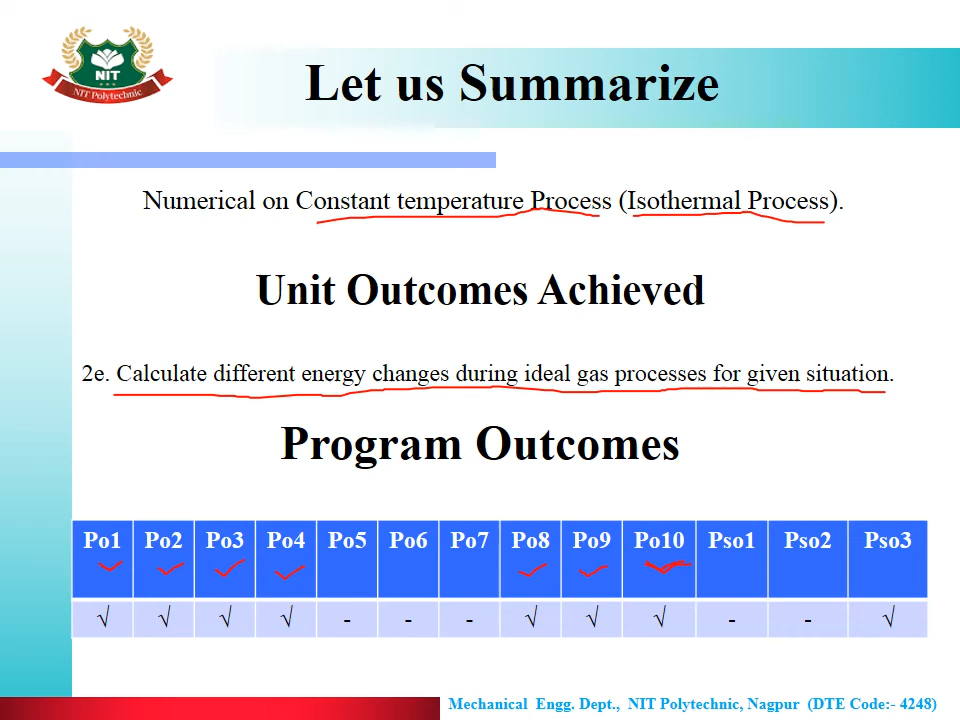 NIT
NIT Polytechnic
Let us Summarize
Numerical on Constant temperature Process (Isothermal Process).
Unit Outcomes Achieved
2e. Calculate different energy changes during ideal gas processes for given situation.
Program Outcomes
Po1 Po2 Po3 Po4 Po5 Po6 Po7 Po8 Po9 Po10 Pso1 Pso2 Pso3
√ √ √ √ - - - √ √ √ - - √
Mechanical Engg. Dept., NIT Polytechnic, Nagpur (DTE Code:- 4248)